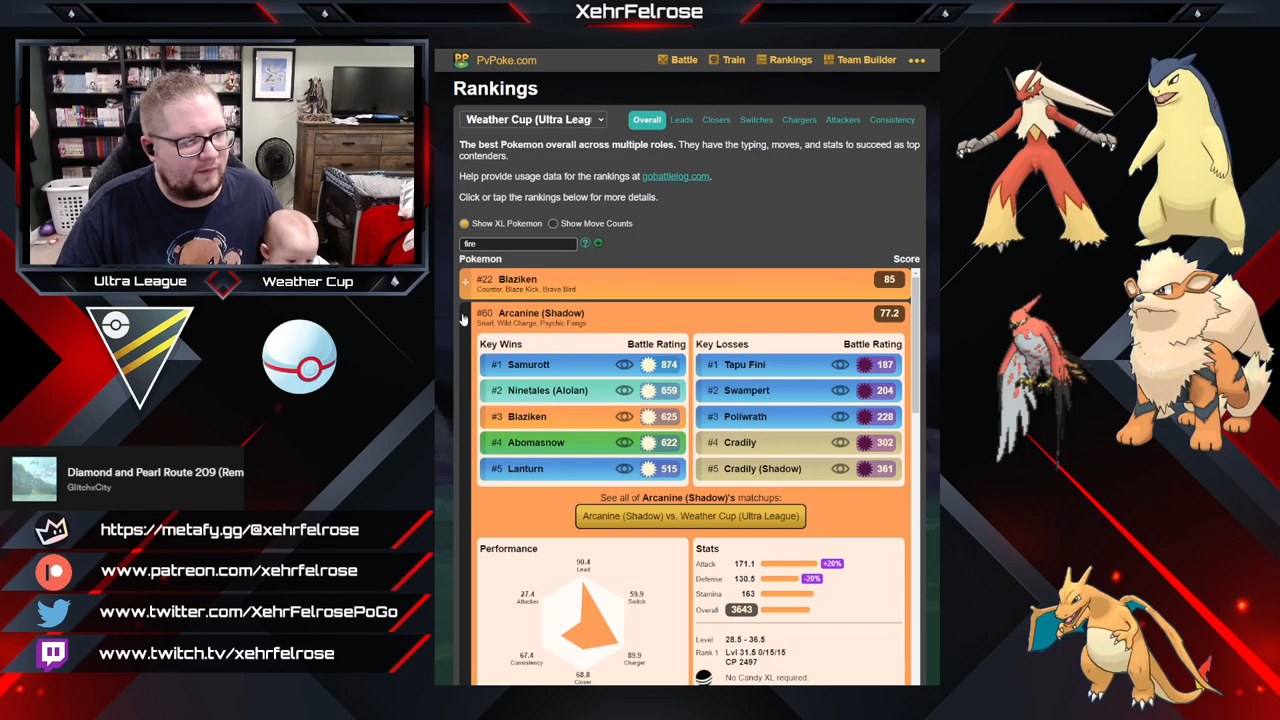 XehrFelrose
PvPoke.com
Battle
Train
Rankings
Team Builder
Rankings
Weather Cup (Ultra Leag
Overall
Leads
Closers
Switches
Chargers
Attackers
Consistency
The best Pokemon overall across multiple roles. They have the typing, moves, and stats to succeed as top
contenders.
Help provide usage data for the rankings at gobattlelog.com.
Click or tap the rankings below for more details.
Show XL Pokemon
Show Move Counts
fire
?
Pokemon
Score
#22 Blaziken
85
Counter, Blaze Kick, Brave Bird
#60 Arcanine (Shadow)
77.2
Snarl, Wild Charge, Psychic Fangs
Key Wins
Battle Rating
#1 Samurott
874
#2 Ninetales (Alolan)
659
#3 Blaziken
625
#4 Abomasnow
622
#5 Lanturn
515
Key Losses
Battle Rating
#1 Tapu Fini
187
#2 Swampert
204
#3 Poliwrath
228
#4 Cradily
302
#5 Cradily (Shadow)
361
See all of Arcanine (Shadow)'s matchups:
Arcanine (Shadow) vs. Weather Cup (Ultra League)
Performance
90.4
Lead
59.9
Switch
89.9
Charger
68.8
Closer
67.4
Consistency
27.4
Attacker
Stats
Attack 171.1 +20%
Defense 130.5 -20%
Stamina 163
Overall 3643
Level 28.5 - 36.5
Rank 1 Lvl 31.5 0/15/15
CP 2497
No Candy XL required.
Ultra League
Weather Cup
Diamond and Pearl Route 209 (Rem
GlitchxCity
https://metafy.gg/@xehrfelrose
www.patreon.com/xehrfelrose
www.twitter.com/XehrFelrosePoGo
www.twitch.tv/xehrfelrose